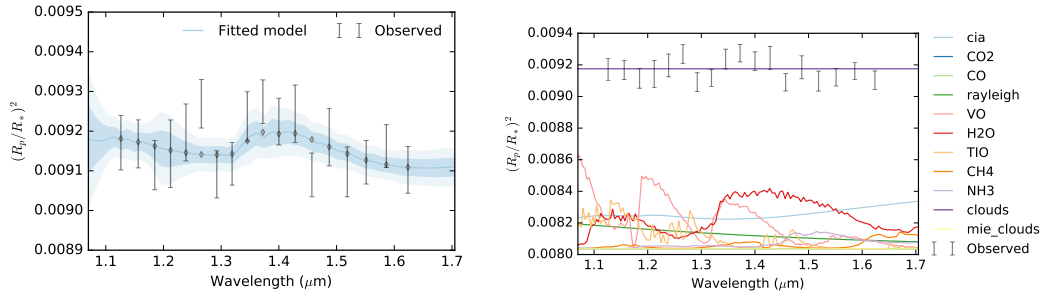 0.0095
0.0094
0.0093
0.0092
0.0091
0.0090
0.0089
(R_p/R_*)^2
Fitted model
Observed
1.1 1.2 1.3 1.4 1.5 1.6 1.7
Wavelength (μm)
0.0094
0.0092
0.0090
0.0088
0.0086
0.0084
0.0082
0.0080
(R_p/R_*)^2
1.1 1.2 1.3 1.4 1.5 1.6 1.7
Wavelength (μm)
cia
CO2
CO
rayleigh
VO
H2O
TIO
CH4
NH3
clouds
mie_clouds
Observed